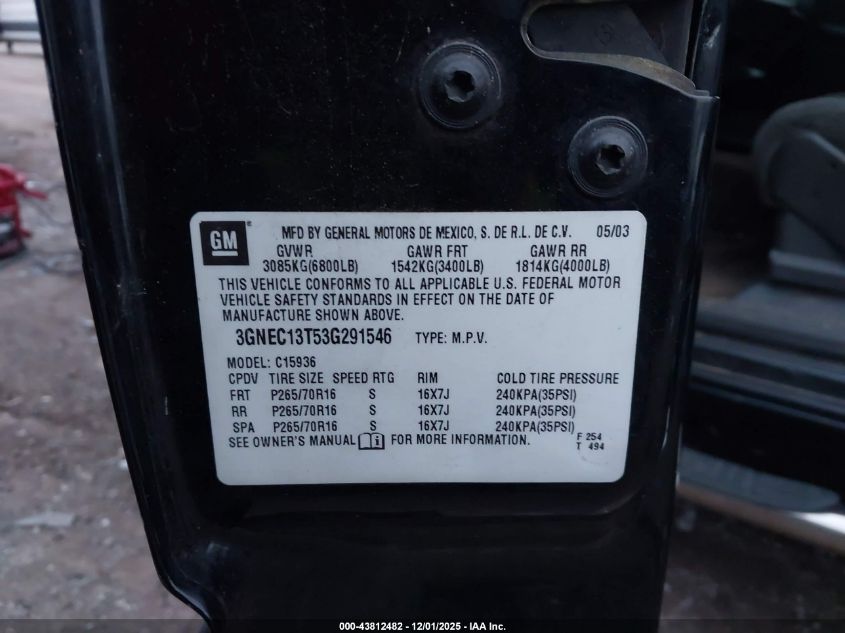 GM
MFD BY GENERAL MOTORS DE MEXICO, S. DE R.L. DE C.V. 05/03
GVWR GAWR FRT GAWR RR
3085KG(6800LB) 1542KG(3400LB) 1814KG(4000LB)
THIS VEHICLE CONFORMS TO ALL APPLICABLE U.S. FEDERAL MOTOR
VEHICLE SAFETY STANDARDS IN EFFECT ON THE DATE OF
MANUFACTURE SHOWN ABOVE.
3GNEC13T53G291546 TYPE: M.P.V.
MODEL: C15936
CPDV TIRE SIZE SPEED RTG RIM COLD TIRE PRESSURE
FRT P265/70R16 S 16X7J 240KPA(35PSI)
RR P265/70R16 S 16X7J 240KPA(35PSI)
SPA P265/70R16 S 16X7J 240KPA(35PSI)
SEE OWNER'S MANUAL FOR MORE INFORMATION.
F 254
T 494
000-43812482 - 12/01/2025 - IAA Inc.